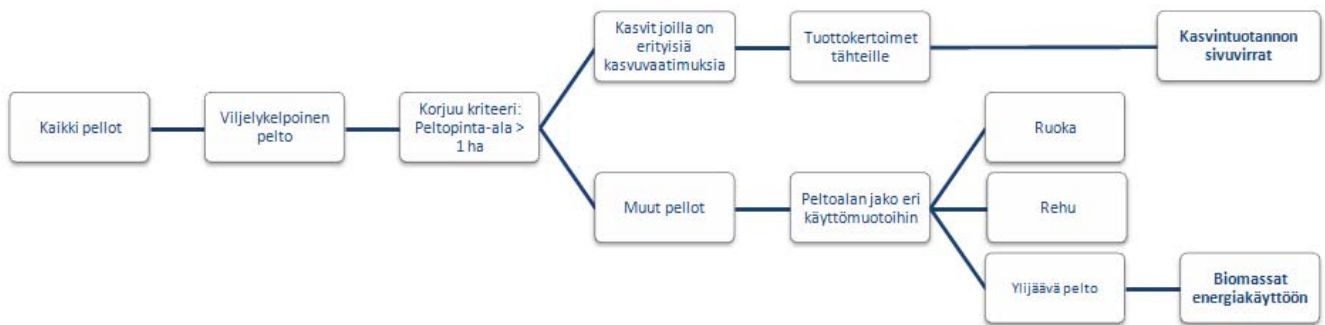 Kaikki pellot
Viljelykelpoinen
pelto
Korjuu kriteeri:
Peltopinta-ala >
1 ha
Kasvit joilla on
erityisiä
kasvuvaatimuksia
Tuottokertoimet
tähteille
Kasvintuotannon
sivuvirrat
Muut pellot
Peltoalan jako eri
käyttömuotoihin
Ruoka
Rehu
Ylijäävä pelto
Biomassat
energiakäyttöön